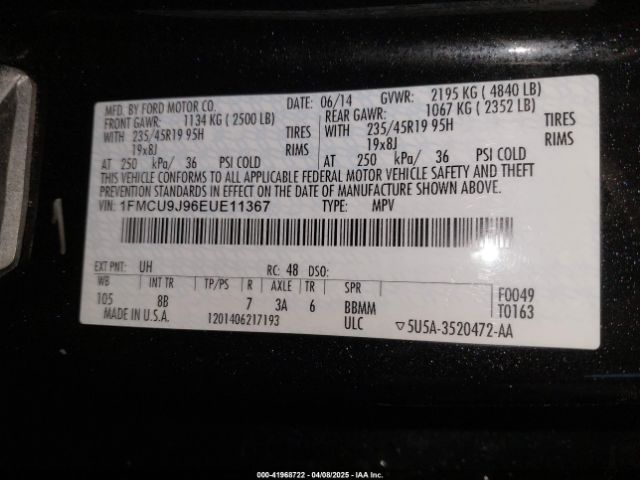 MFD. BY FORD MOTOR CO.
DATE: 06/14 GVWR: 2195 KG ( 4840 LB)
FRONT GAWR: 1134 KG ( 2500 LB)
REAR GAWR: 1067 KG ( 2352 LB)
WITH 235/45R19 95H TIRES
WITH 235/45R19 95H TIRES
19x8J RIMS
19x8J RIMS
AT 250 kPa/ 36 PSI COLD
AT 250 kPa/ 36 PSI COLD
THIS VEHICLE CONFORMS TO ALL APPLICABLE FEDERAL MOTOR VEHICLE SAFETY AND THEFT
PREVENTION STANDARDS IN EFFECT ON THE DATE OF MANUFACTURE SHOWN ABOVE.
VIN: 1FMCU9J96EUE11367 TYPE: MPV
EXT PNT: UH RC: 48 DSO:
WB INT TR TP/PS R AXLE TR SPR
105 8B 7 3A 6 BBMM
F0049
T0163
MADE IN U.S.A. 1201406217193 ULC ▽5U5A-3520472-AA
1
000-41968722 - 04/08/2025 - IAA Inc.